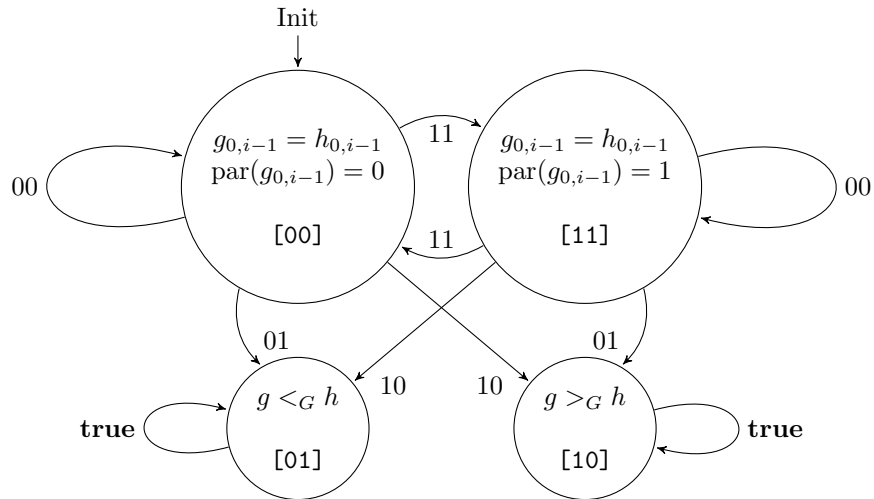 Init
g_{0,i−1} = h_{0,i−1}
par(g_{0,i−1}) = 0
[00]
g_{0,i−1} = h_{0,i−1}
par(g_{0,i−1}) = 1
[11]
00
11
11
00
01
10
10
01
g <_G h
[01]
g >_G h
[10]
true
true